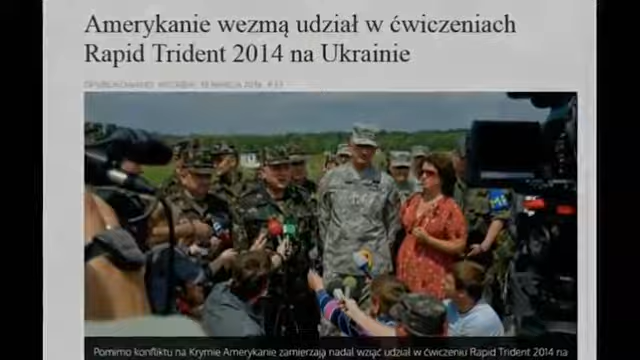 Amerykanie wezmą udział w ćwiczeniach
Rapid Trident 2014 na Ukrainie
Pomimo konfliktu na Krymie Amerykanie zamierzają nadal wziąć udział w ćwiczeniu Rapid Trident 2014 na